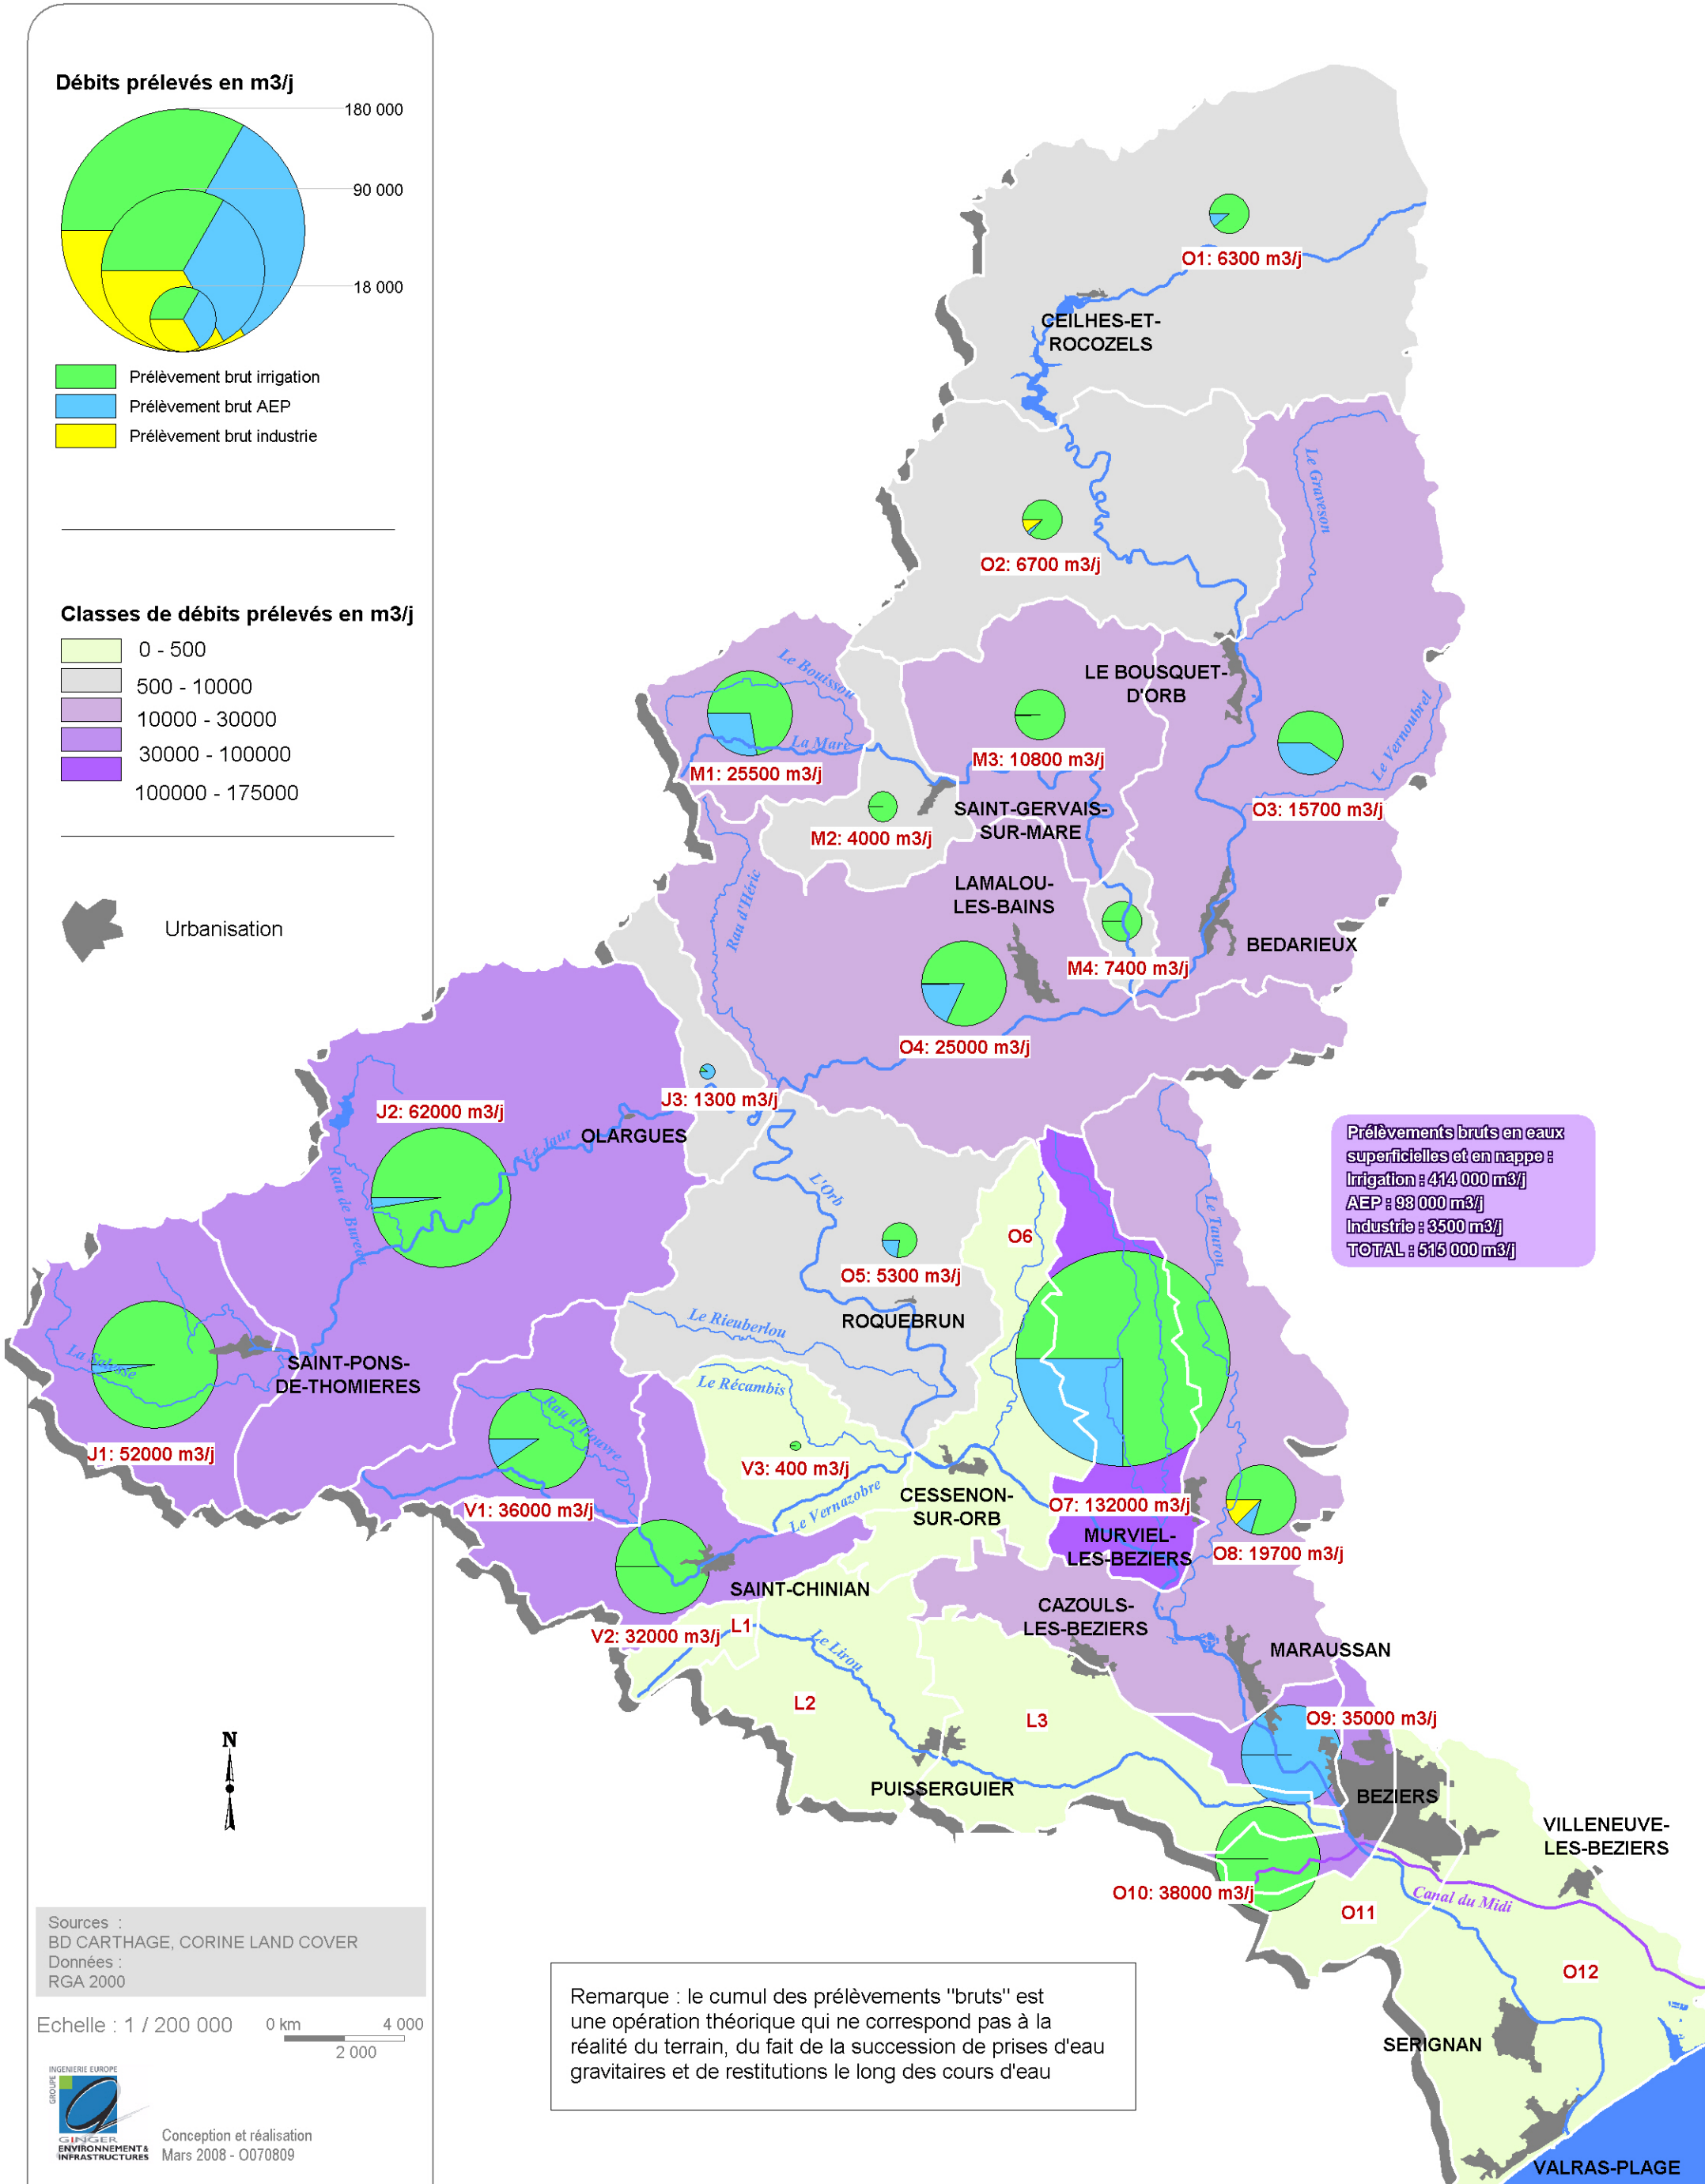 Débits prélevés en m3/j
180 000
90 000
18 000
Prélèvement brut irrigation
Prélèvement brut AEP
Prélèvement brut industrie
Classes de débits prélevés en m3/j
0 - 500
500 - 10000
10000 - 30000
30000 - 100000
100000 - 175000
Urbanisation
N
Sources :
BD CARTHAGE, CORINE LAND COVER
Données :
RGA 2000
Echelle : 1 / 200 000
0 km
4 000
2 000
INGENIERIE EUROPE
GROUPE
GINGER
ENVIRONNEMENT &
INFRASTRUCTURES
Conception et réalisation
Mars 2008 - O070809
O1: 6300 m3/j
CEILHES-ET-
ROCOZELS
Le Graveson
O2: 6700 m3/j
Le Bouissou
LE BOUSQUET-
D'ORB
Le Vernoubrel
La Mare
M1: 25500 m3/j
M3: 10800 m3/j
O3: 15700 m3/j
M2: 4000 m3/j
SAINT-GERVAIS-
SUR-MARE
Rau d'Héric
LAMALOU-
LES-BAINS
BEDARIEUX
M4: 7400 m3/j
O4: 25000 m3/j
J3: 1300 m3/j
J2: 62000 m3/j
OLARGUES
Le Jaur
Rau de Bureau
L'Orb
Le Taurou
O6
O5: 5300 m3/j
ROQUEBRUN
Le Rieuberlou
Prélèvements bruts en eaux
superficielles et en nappe :
Irrigation : 414 000 m3/j
AEP : 98 000 m3/j
Industrie : 3500 m3/j
TOTAL : 515 000 m3/j
La Salesse
SAINT-PONS-
DE-THOMIERES
J1: 52000 m3/j
Le Récambis
Rau d'Ilouvre
V3: 400 m3/j
V1: 36000 m3/j
Le Vernazobre
CESSENON-
SUR-ORB
O7: 132000 m3/j
MURVIEL-
LES-BEZIERS
O8: 19700 m3/j
SAINT-CHINIAN
V2: 32000 m3/j
L1
Le Lirou
CAZOULS-
LES-BEZIERS
MARAUSSAN
L2
L3
O9: 35000 m3/j
PUISSERGUIER
BEZIERS
VILLENEUVE-
LES-BEZIERS
O10: 38000 m3/j
Canal du Midi
O11
O12
SERIGNAN
VALRAS-PLAGE
Remarque : le cumul des prélèvements "bruts" est
une opération théorique qui ne correspond pas à la
réalité du terrain, du fait de la succession de prises d'eau
gravitaires et de restitutions le long des cours d'eau